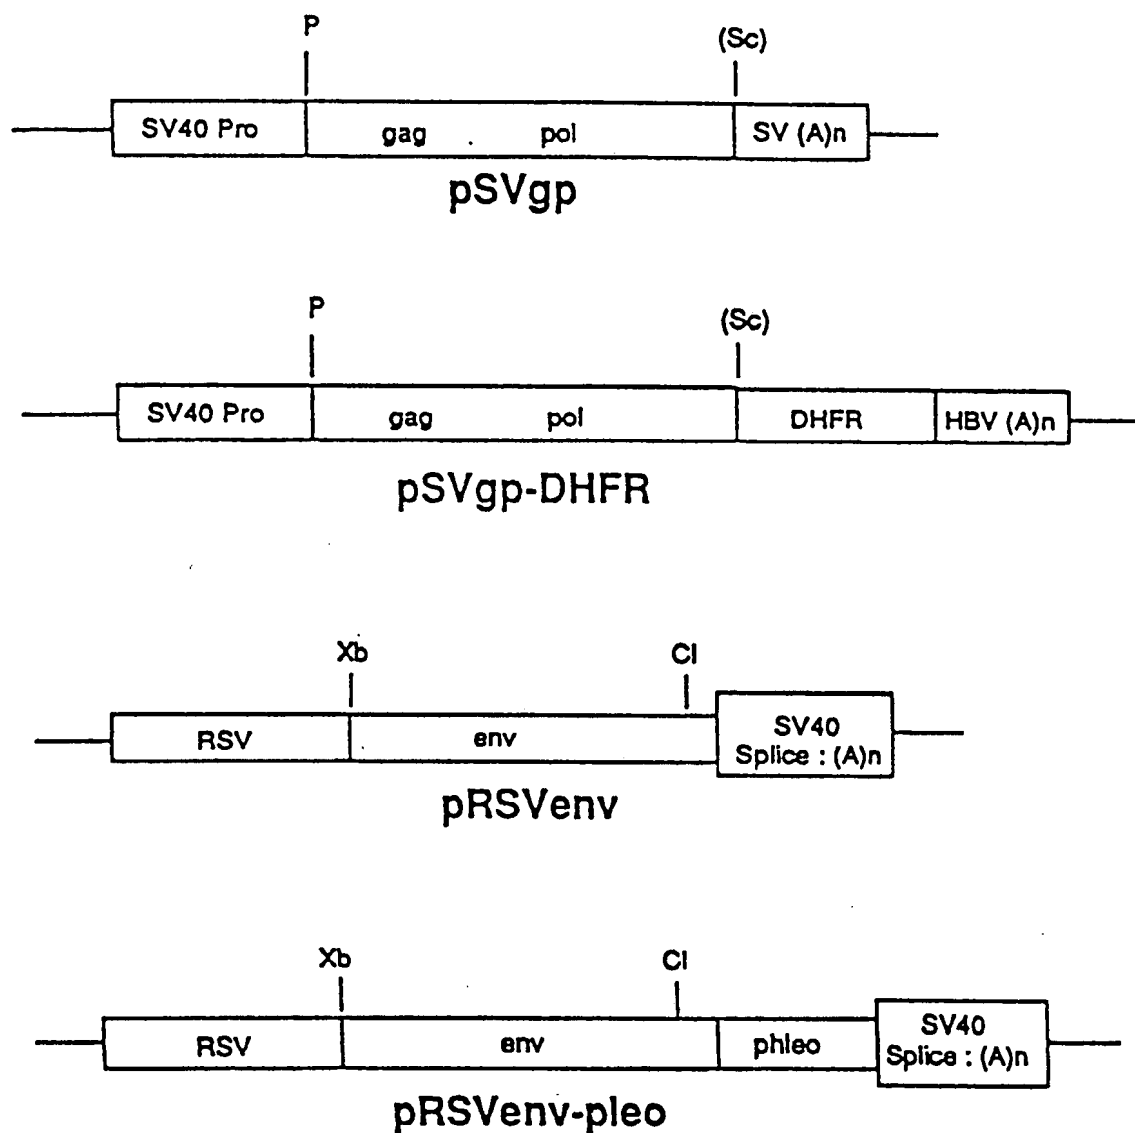 P (Sc)
SV40 Pro gag pol SV (A)n
pSVgp
P (Sc)
SV40 Pro gag pol DHFR HBV (A)n
pSVgp-DHFR
Xb Cl
RSV env SV40
Splice : (A)n
pRSVenv
Xb Cl
RSV env phleo SV40
Splice : (A)n
pRSVenv-pleo